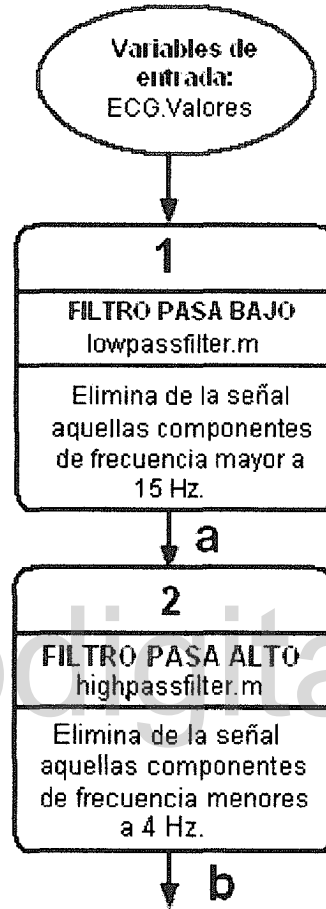 Variables de
entrada:
ECG.Valores
1
FILTRO PASA BAJO
lowpassfilter.m
Elimina de la señal
aquellas componentes
de frecuencia mayor a
15 Hz.
a
2
FILTRO PASA ALTO
highpassfilter.m
Elimina de la señal
aquellas componentes
de frecuencia menores
a 4 Hz.
b